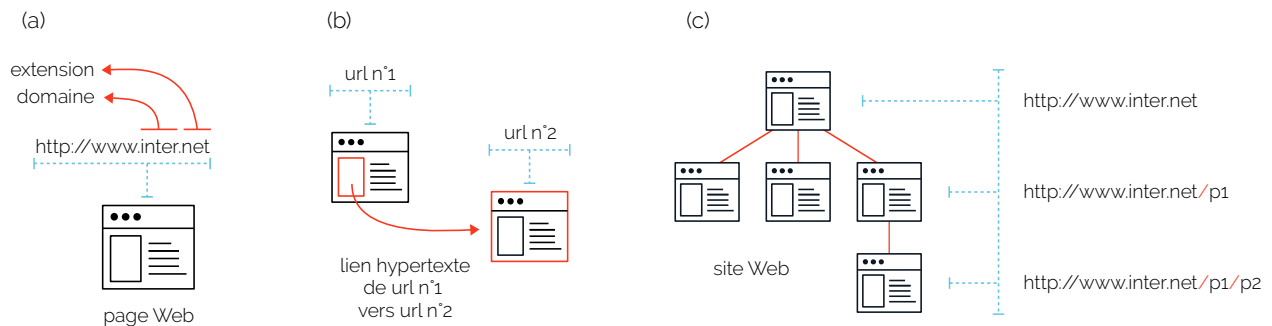 (a)
extension
domaine
http://www.inter.net
page Web
(b)
url n°1
url n°2
lien hypertexte
de url n°1
vers url n°2
(c)
http://www.inter.net
http://www.inter.net/p1
site Web
http://www.inter.net/p1/p2